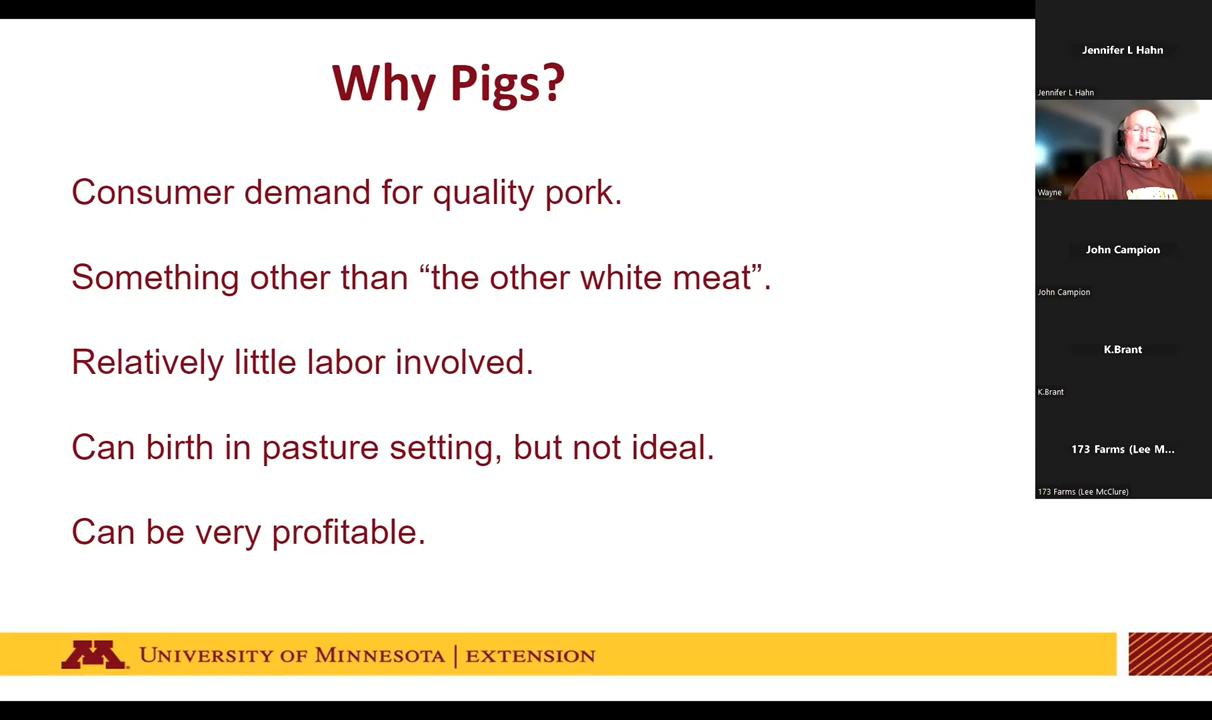 Why Pigs?
Consumer demand for quality pork.
Something other than “the other white meat”.
Relatively little labor involved.
Can birth in pasture setting, but not ideal.
Can be very profitable.
UNIVERSITY OF MINNESOTA | EXTENSION
Jennifer L Hahn
Jennifer L Hahn
Wayne
John Campion
John Campion
K.Brant
K.Brant
173 Farms (Lee M...
173 Farms (Lee McClure)